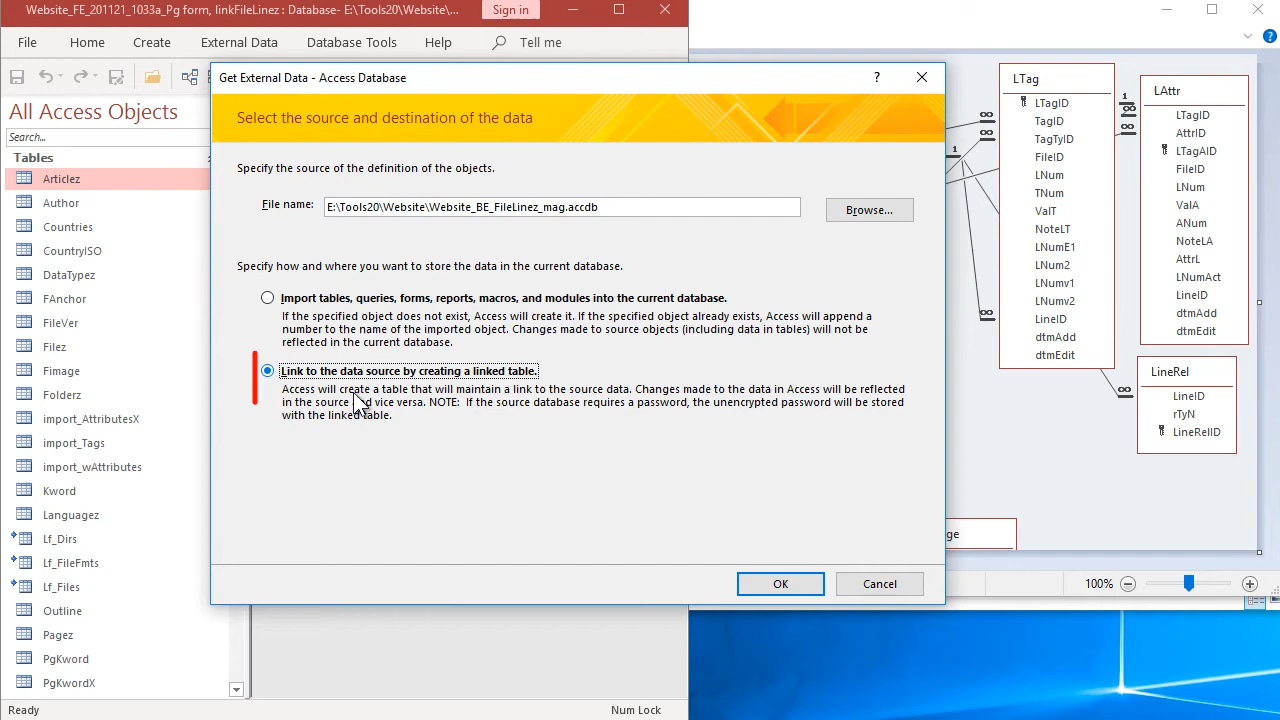 Website_FE_201121_1033a_Pg form, linkFileLinez : Database- E:\Tools20\Website\W...
Sign in
File
Home
Create
External Data
Database Tools
Help
Tell me
Get External Data - Access Database
?
Select the source and destination of the data
Specify the source of the definition of the objects.
File name:
E:\Tools20\Website\Website_BE_FileLinez_mag.accdb
Browse...
Specify how and where you want to store the data in the current database.
Import tables, queries, forms, reports, macros, and modules into the current database.
If the specified object does not exist, Access will create it. If the specified object already exists, Access will append a
number to the name of the imported object. Changes made to source objects (including data in tables) will not be
reflected in the current database.
Link to the data source by creating a linked table.
Access will create a table that will maintain a link to the source data. Changes made to the data in Access will be reflected
in the source and vice versa. NOTE:  If the source database requires a password, the unencrypted password will be stored
with the linked table.
OK
Cancel
All Access Objects
Search...
Tables
Articlez
Author
Countries
CountryISO
DataTypez
FAnchor
FileVer
Filez
Fimage
Folderz
import_AttributesX
import_Tags
import_wAttributes
Kword
Languagez
Lf_Dirs
Lf_FileFmts
Lf_Files
Outline
Pagez
PgKword
PgKwordX
Ready
Num Lock
?
LTag
LTagID
TagID
TagTyID
FileID
LNum
TNum
ValT
NoteLT
LNumE1
LNum2
LNumv1
LNumv2
LineID
dtmAdd
dtmEdit
LAttr
LTagID
AttrID
LTagAID
FileID
LNum
ValA
ANum
NoteLA
AttrL
LNumAct
LineID
dtmAdd
dtmEdit
LineRel
LineID
rTyN
LineRelID
1
1
ge
100%